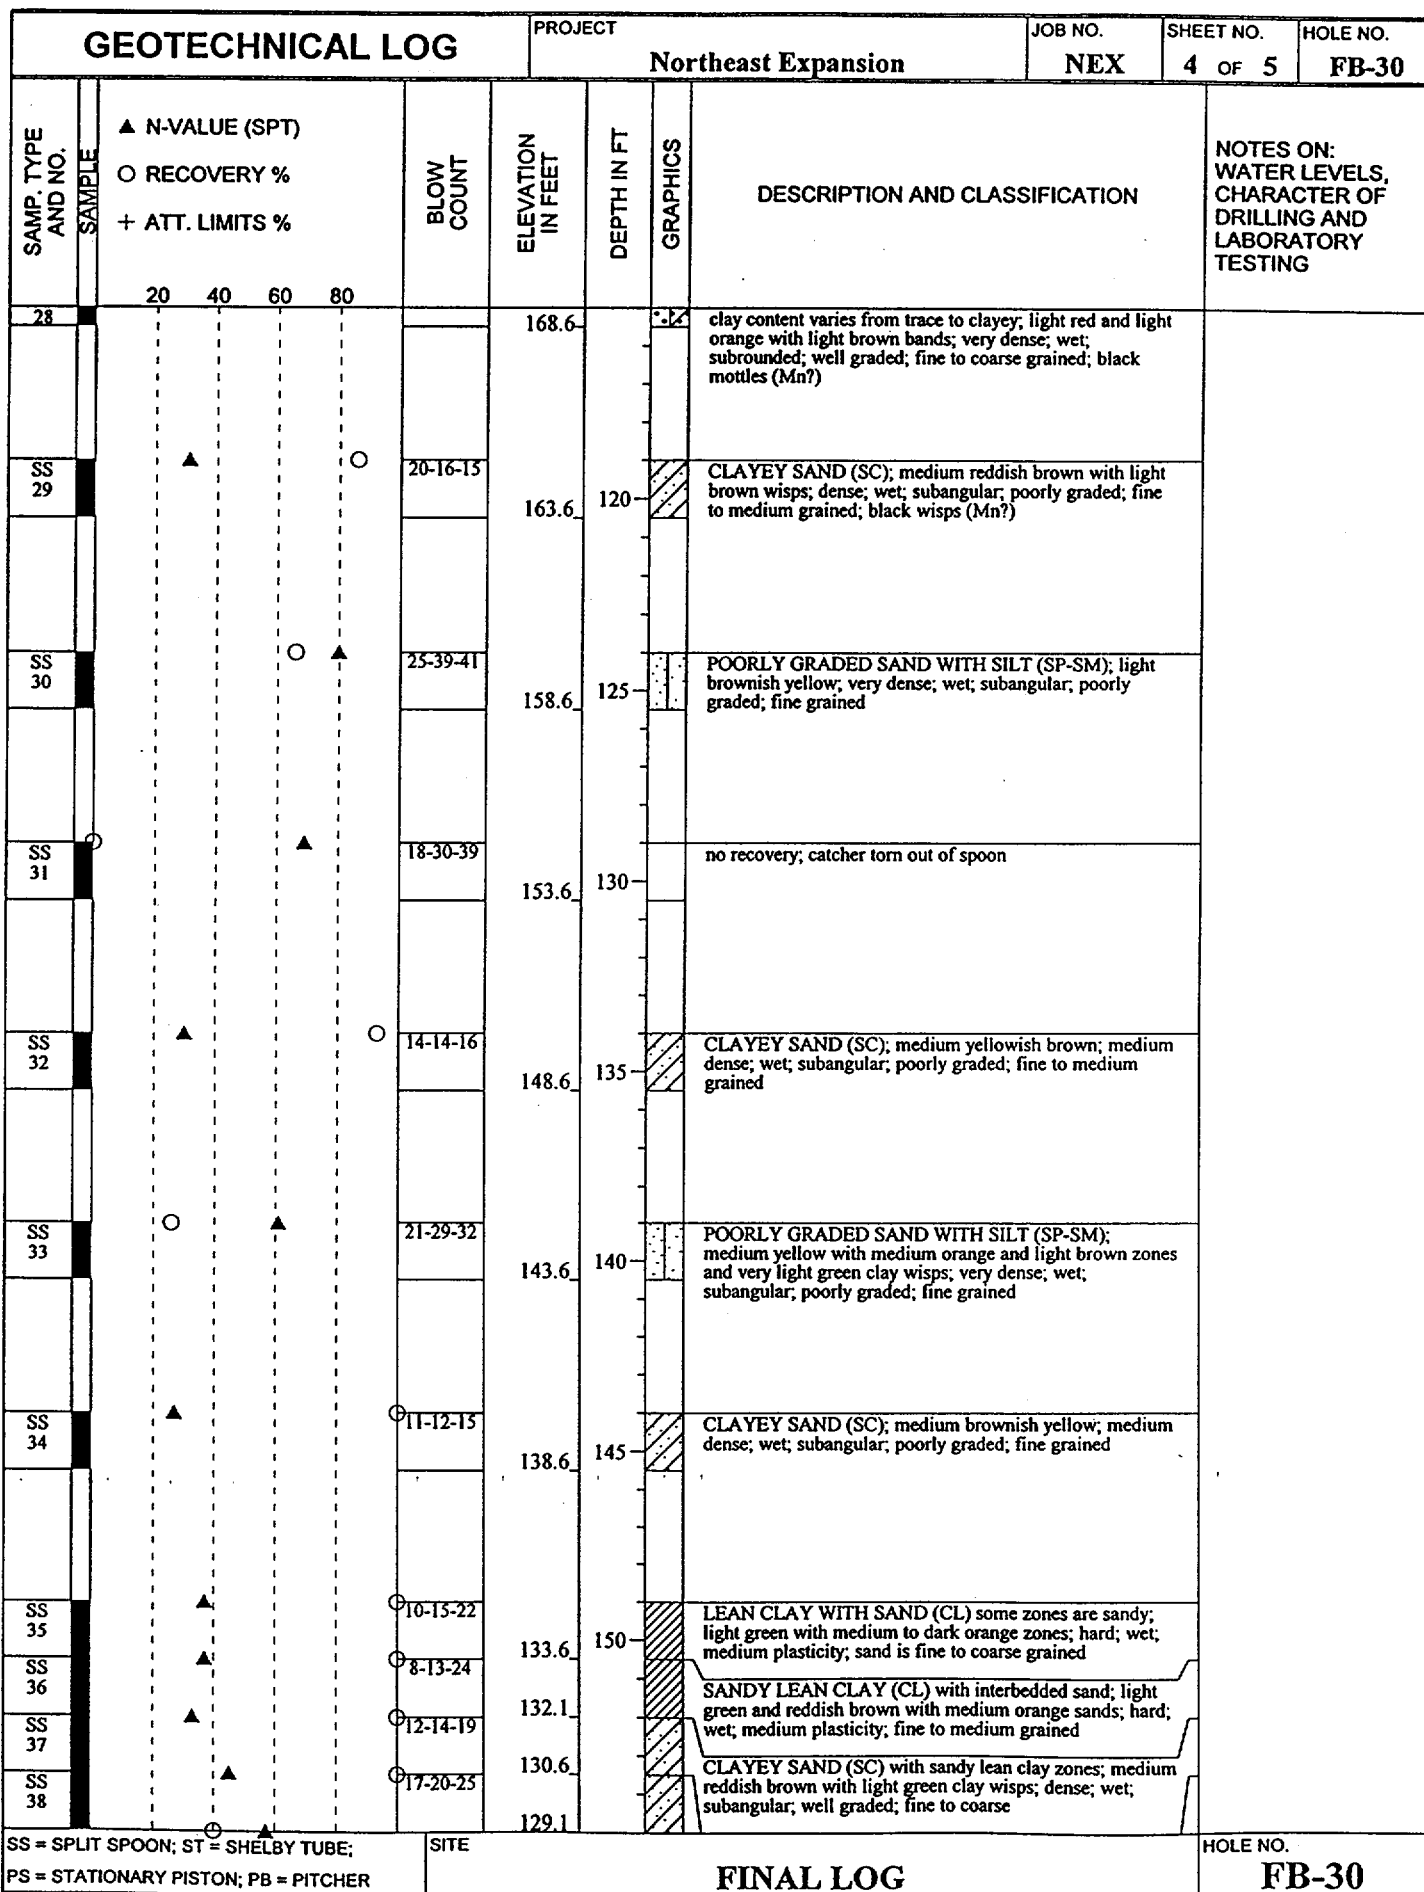 GEOTECHNICAL LOG
PROJECT
Northeast Expansion
JOB NO.
NEX
SHEET NO.
4 OF 5
HOLE NO.
FB-30
SAMP. TYPE
AND NO.
SAMPLE
▲ N-VALUE (SPT)
○ RECOVERY %
+ ATT. LIMITS %
20 40 60 80
BLOW
COUNT
ELEVATION
IN FEET
DEPTH IN FT
GRAPHICS
DESCRIPTION AND CLASSIFICATION
NOTES ON:
WATER LEVELS,
CHARACTER OF
DRILLING AND
LABORATORY
TESTING
28
168.6
clay content varies from trace to clayey; light red and light
orange with light brown bands; very dense; wet;
subrounded; well graded; fine to coarse grained; black
mottles (Mn?)
SS
29
20-16-15
163.6
120
CLAYEY SAND (SC); medium reddish brown with light
brown wisps; dense; wet; subangular; poorly graded; fine
to medium grained; black wisps (Mn?)
SS
30
25-39-41
158.6
125
POORLY GRADED SAND WITH SILT (SP-SM); light
brownish yellow; very dense; wet; subangular; poorly
graded; fine grained
SS
31
18-30-39
153.6
130
no recovery; catcher torn out of spoon
SS
32
14-14-16
148.6
135
CLAYEY SAND (SC); medium yellowish brown; medium
dense; wet; subangular; poorly graded; fine to medium
grained
SS
33
21-29-32
143.6
140
POORLY GRADED SAND WITH SILT (SP-SM);
medium yellow with medium orange and light brown zones
and very light green clay wisps; very dense; wet;
subangular; poorly graded; fine grained
SS
34
11-12-15
138.6
145
CLAYEY SAND (SC); medium brownish yellow; medium
dense; wet; subangular; poorly graded; fine grained
SS
35
10-15-22
133.6
150
LEAN CLAY WITH SAND (CL) some zones are sandy;
light green with medium to dark orange zones; hard; wet;
medium plasticity; sand is fine to coarse grained
SS
36
8-13-24
132.1
SANDY LEAN CLAY (CL) with interbedded sand; light
green and reddish brown with medium orange sands; hard;
wet; medium plasticity; fine to medium grained
SS
37
12-14-19
130.6
CLAYEY SAND (SC) with sandy lean clay zones; medium
reddish brown with light green clay wisps; dense; wet;
subangular; well graded; fine to coarse
SS
38
17-20-25
129.1
SS = SPLIT SPOON; ST = SHELBY TUBE;
PS = STATIONARY PISTON; PB = PITCHER
SITE
FINAL LOG
HOLE NO.
FB-30